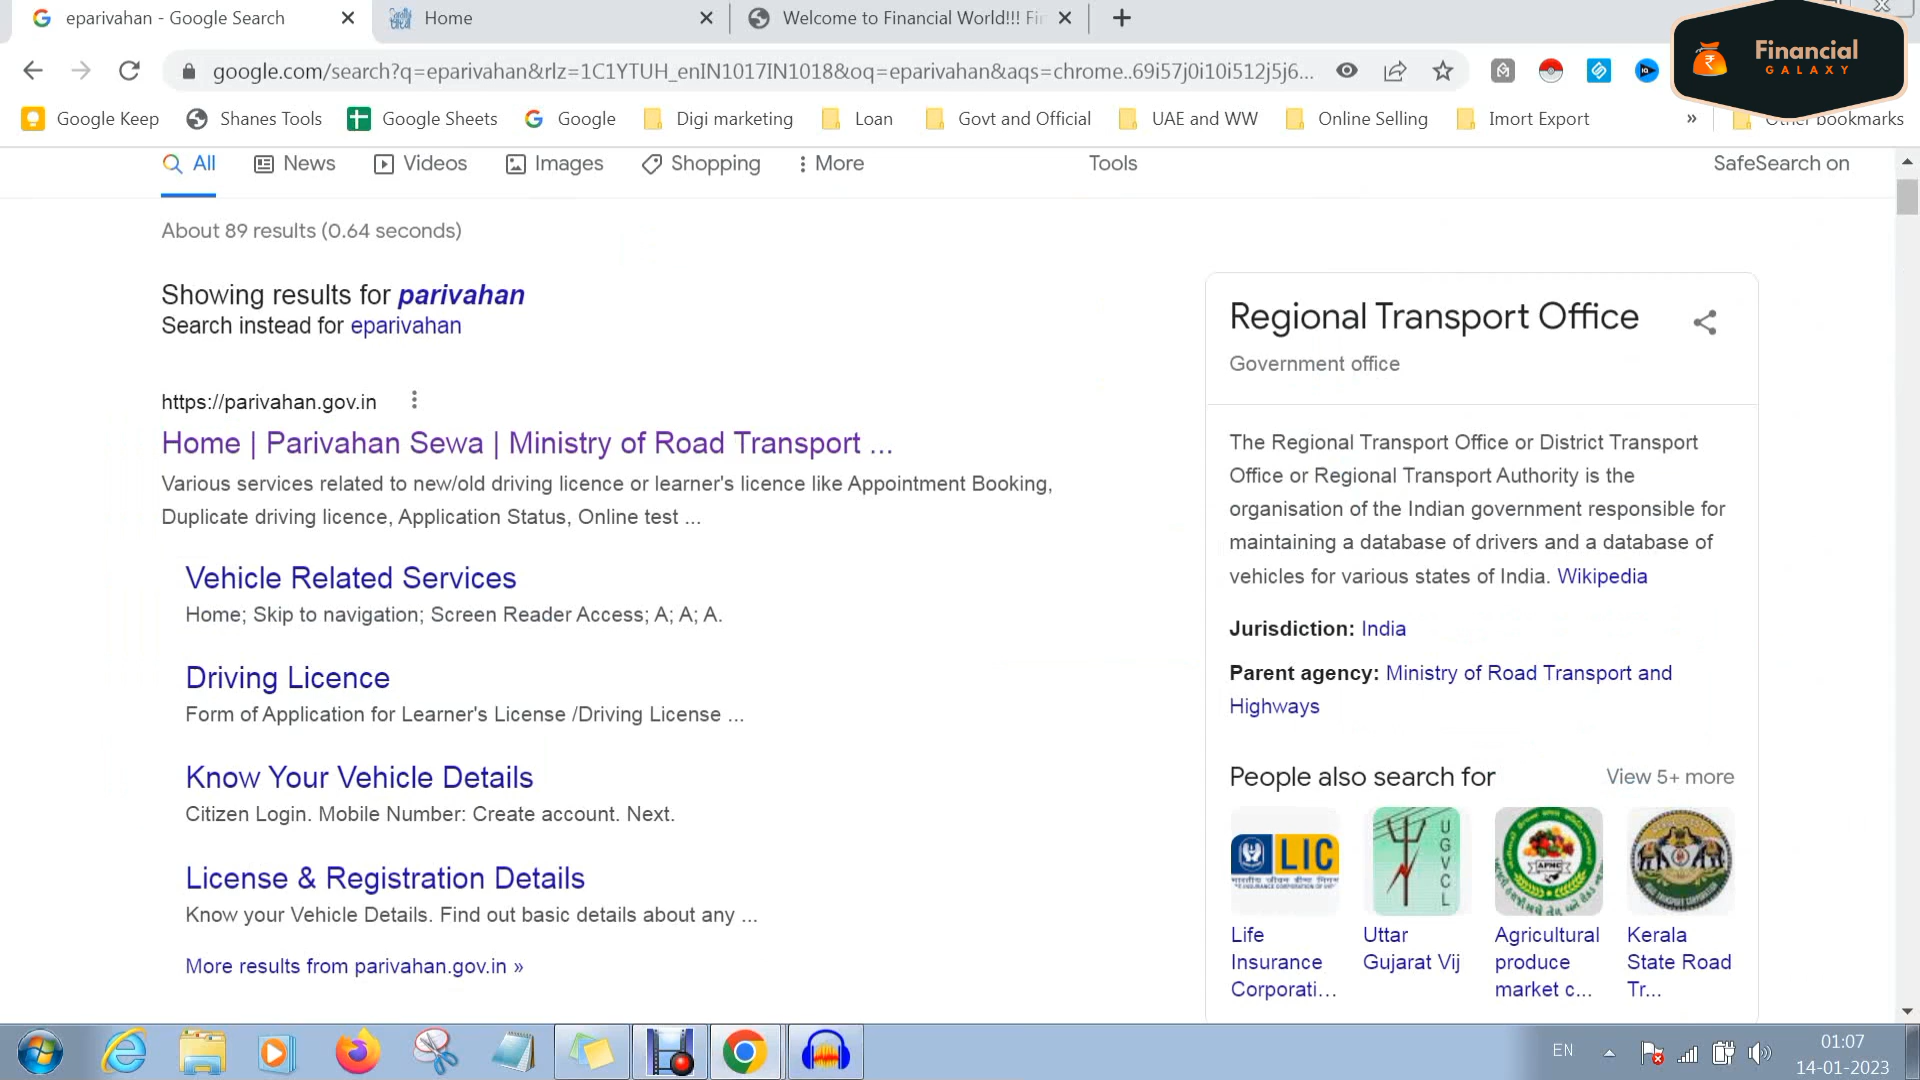 eparivahan - Google Search
Home
Welcome to Financial World!!! Fi
Financial
GALAXY
google.com/search?q=eparivahan&rlz=1C1YTUH_enIN1017IN1018&oq=eparivahan&aqs=chrome..69i57j0i10i512j5j6...
Google Keep
Shanes Tools
Google Sheets
Google
Digi marketing
Loan
Govt and Official
UAE and WW
Online Selling
Imort Export
»
Other bookmarks
All
News
Videos
Images
Shopping
More
Tools
SafeSearch on
About 89 results (0.64 seconds)
Showing results for parivahan
Search instead for eparivahan
https://parivahan.gov.in
Home | Parivahan Sewa | Ministry of Road Transport ...
Various services related to new/old driving licence or learner's licence like Appointment Booking,
Duplicate driving licence, Application Status, Online test ...
Vehicle Related Services
Home; Skip to navigation; Screen Reader Access; A; A; A.
Driving Licence
Form of Application for Learner's License /Driving License ...
Know Your Vehicle Details
Citizen Login. Mobile Number: Create account. Next.
License & Registration Details
Know your Vehicle Details. Find out basic details about any ...
More results from parivahan.gov.in »
Regional Transport Office
Government office
The Regional Transport Office or District Transport
Office or Regional Transport Authority is the
organisation of the Indian government responsible for
maintaining a database of drivers and a database of
vehicles for various states of India. Wikipedia
Jurisdiction: India
Parent agency: Ministry of Road Transport and
Highways
People also search for
View 5+ more
LIC
UGVCL
APMC
Life
Insurance
Corporati...
Uttar
Gujarat Vij
Agricultural
produce
market c...
Kerala
State Road
Tr...
EN
01:07
14-01-2023